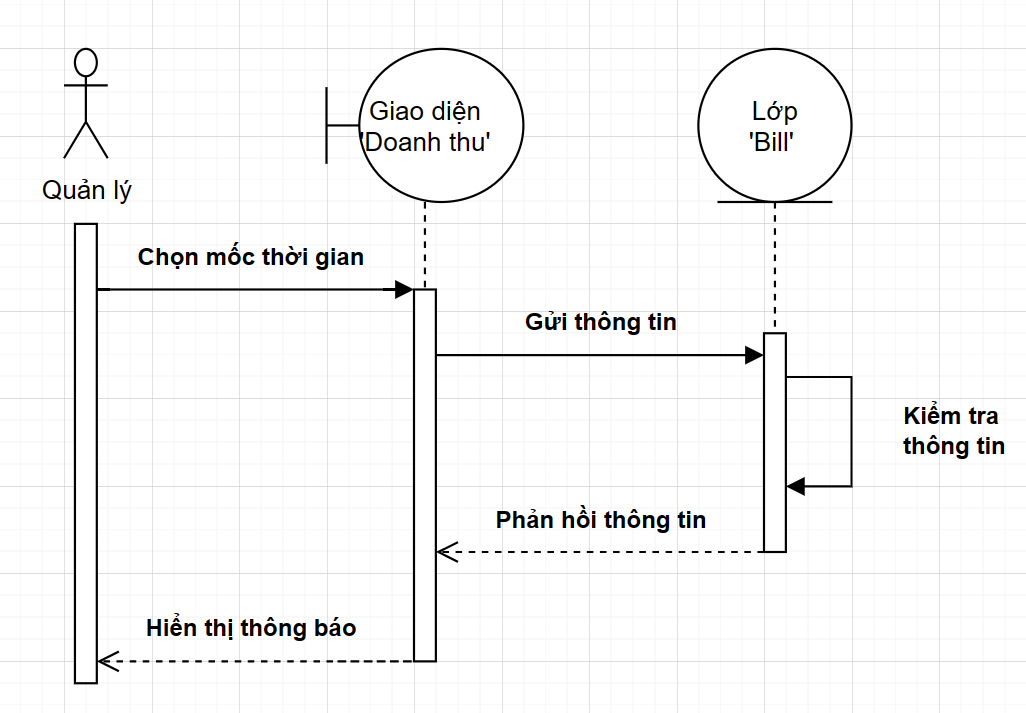 Giao diện
'Doanh thu'
Lớp
'Bill'
Quản lý
Chọn mốc thời gian
Gửi thông tin
Kiểm tra
thông tin
Phản hồi thông tin
Hiển thị thông báo